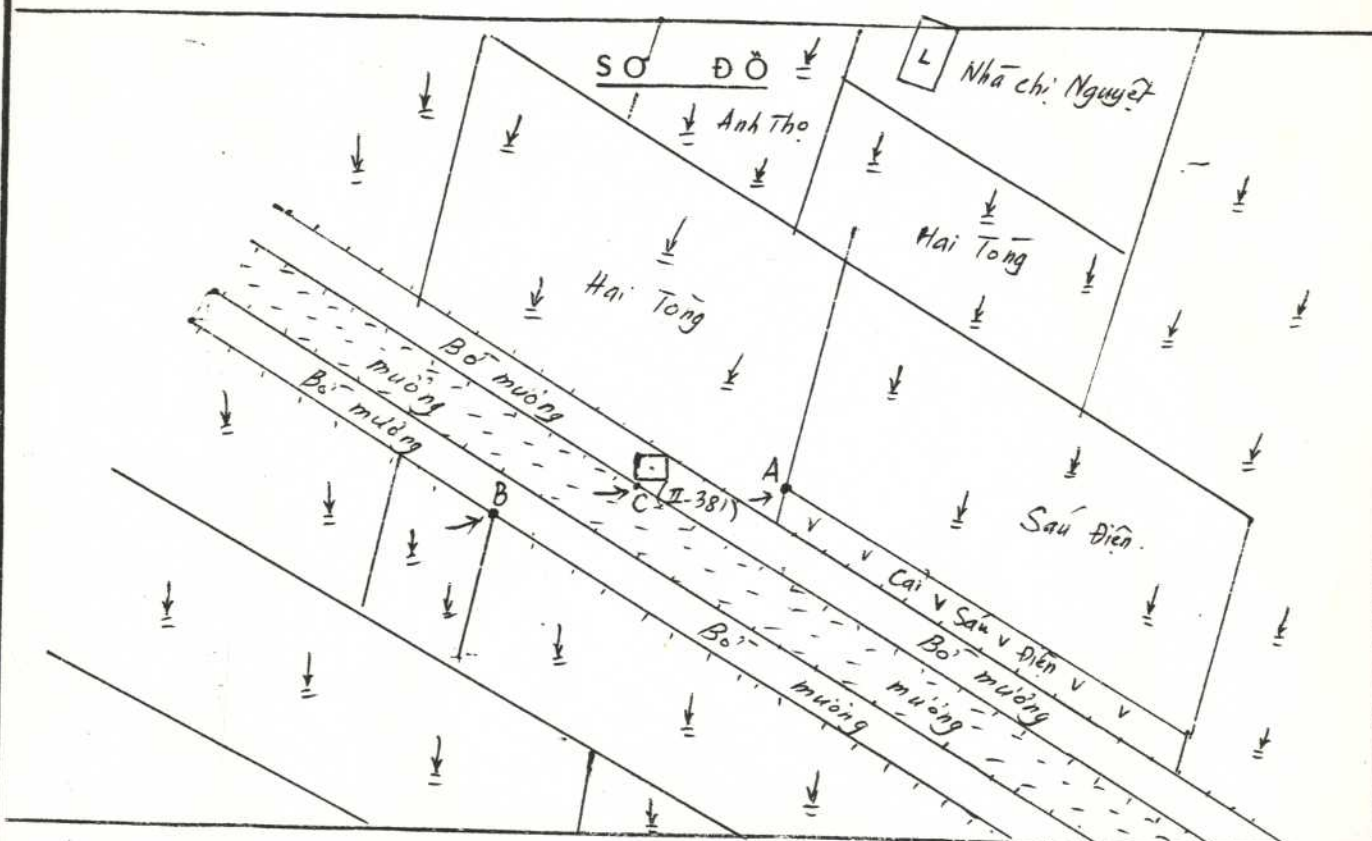 SƠ ĐỒ
L
Nhà chị Nguyệt
Anh Thọ
Hai Tòng
Hai Tòng
Bờ mương
mương
Bờ mương
A
C
II-381)
B
Sáu Điện.
Cải Sáu Điện
Bờ mương
mương
Bờ mương